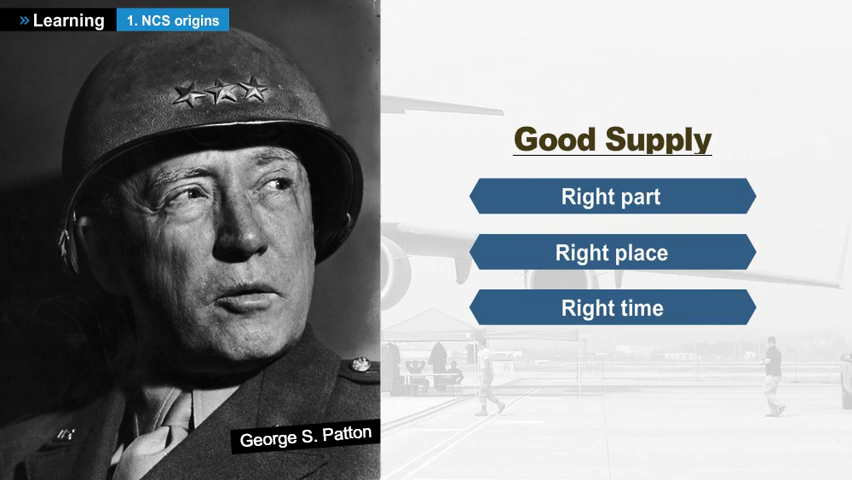 » Learning
1. NCS origins
Good Supply
Right part
Right place
Right time
George S. Patton